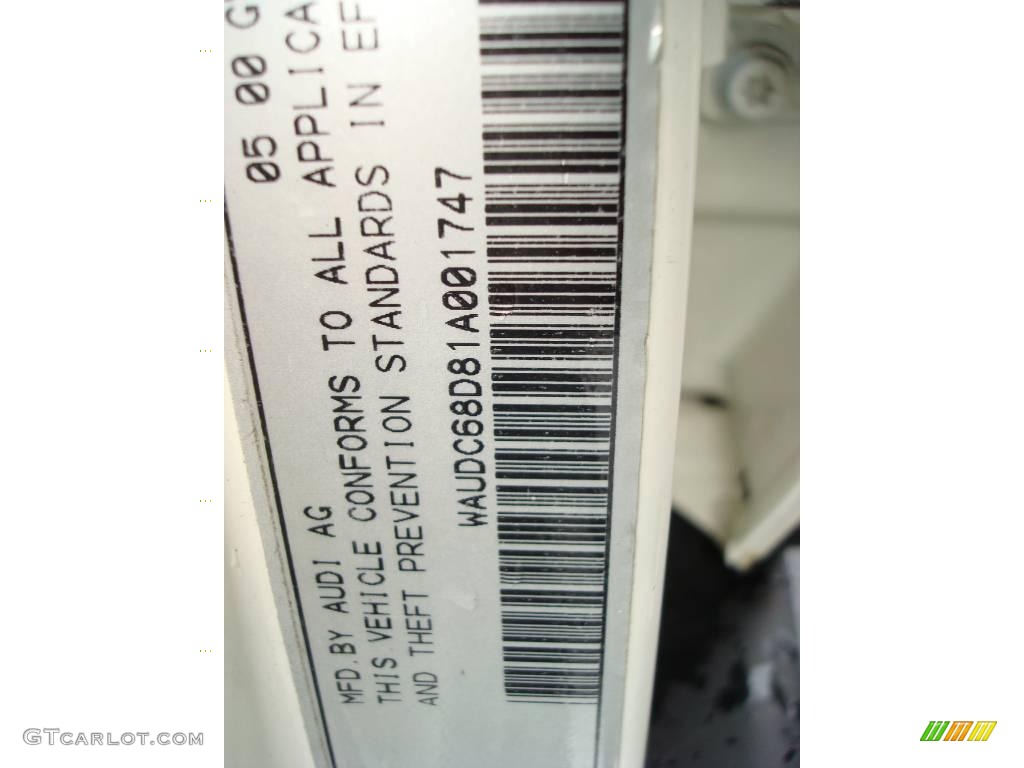 05 00
MFD. BY AUDI AG
THIS VEHICLE CONFORMS TO ALL APPLICA
AND THEFT PREVENTION STANDARDS IN EF
WAUDC68D81A001747
GTCARLOT.COM